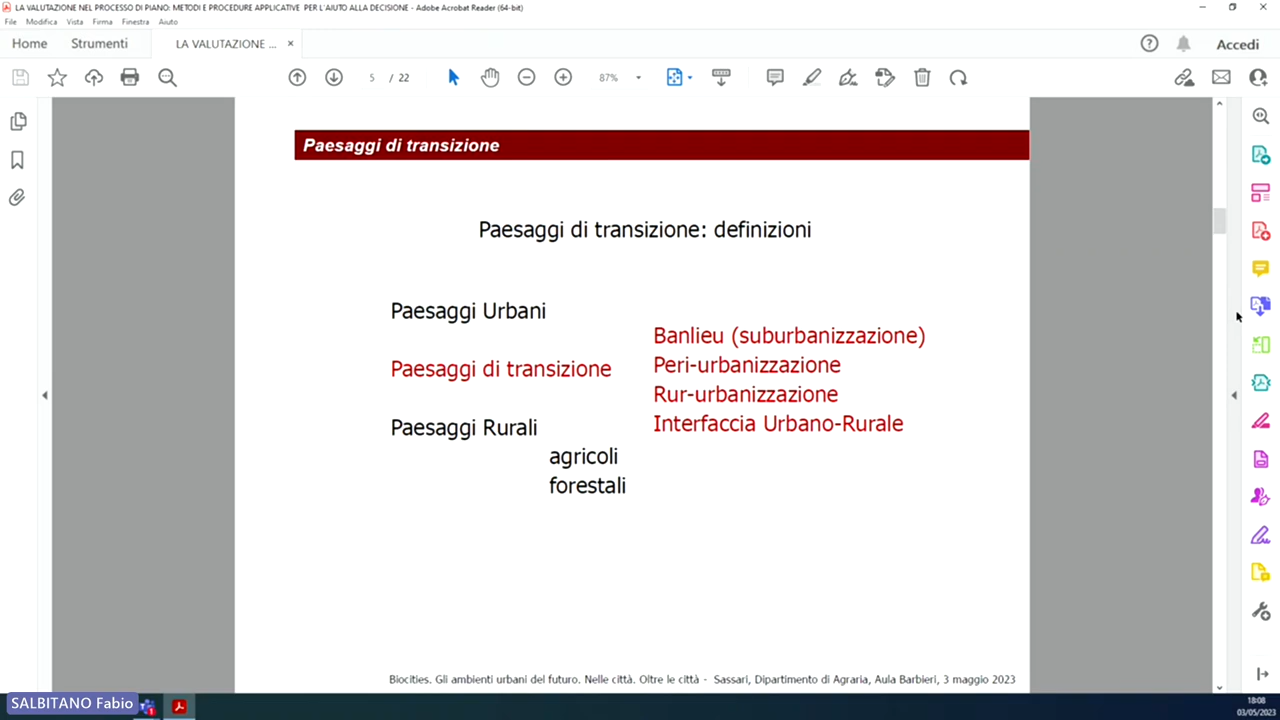 LA VALUTAZIONE NEL PROCESSO DI PIANO: METODI E PROCEDURE APPLICATIVE PER L'AIUTO ALLA DECISIONE - Adobe Acrobat Reader (64-bit)
File Modifica Vista Firma Finestra Aiuto
Home Strumenti LA VALUTAZIONE ... × Accedi
5 / 22 87%
Paesaggi di transizione
Paesaggi di transizione: definizioni
Paesaggi Urbani
Banlieu (suburbanizzazione)
Paesaggi di transizione
Peri-urbanizzazione
Rur-urbanizzazione
Paesaggi Rurali
Interfaccia Urbano-Rurale
agricoli
forestali
Biocities. Gli ambienti urbani del futuro. Nelle città. Oltre le città - Sassari, Dipartimento di Agraria, Aula Barbieri, 3 maggio 2023
SALBITANO Fabio
18:08
03/05/2023